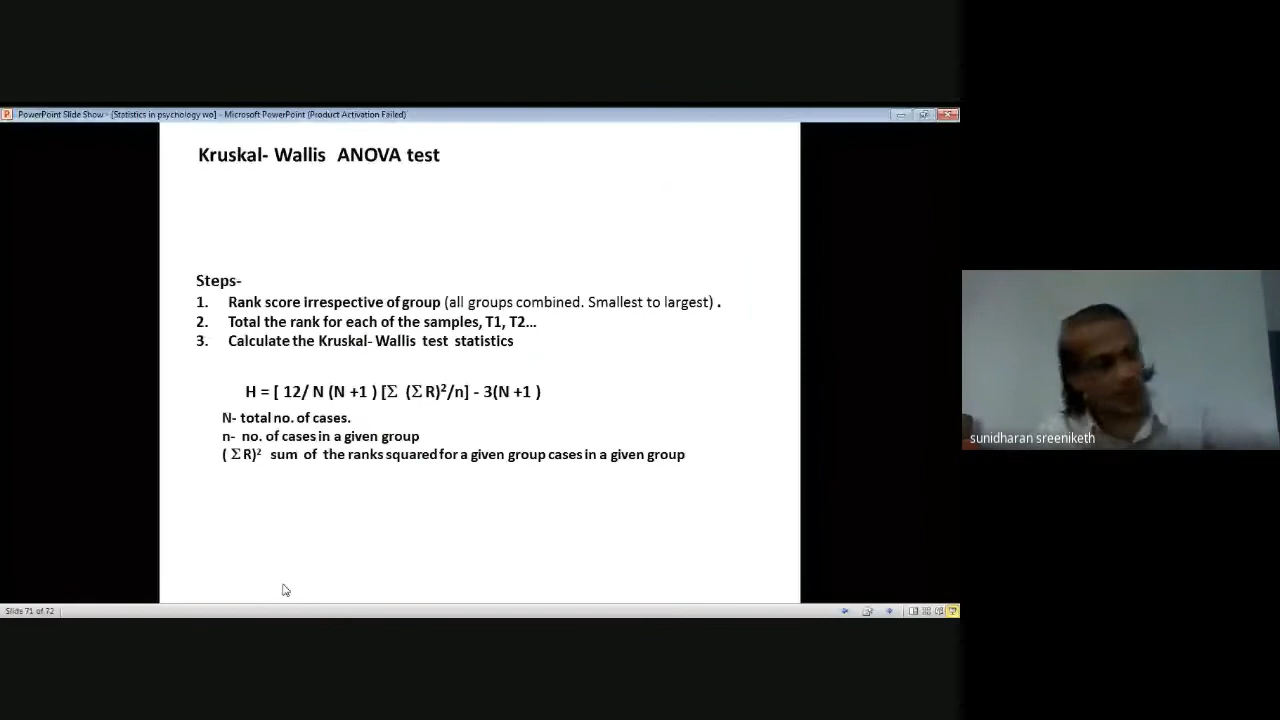 PowerPoint Slide Show - [Statistics in psychology wo] - Microsoft PowerPoint (Product Activation Failed)
Kruskal- Wallis ANOVA test
Steps-
1. Rank score irrespective of group (all groups combined. Smallest to largest) .
2. Total the rank for each of the samples, T1, T2...
3. Calculate the Kruskal- Wallis test statistics
H = [ 12/ N (N +1 ) [Σ (Σ R)²/n] - 3(N +1 )
N- total no. of cases.
n- no. of cases in a given group
( Σ R)² sum of the ranks squared for a given group cases in a given group
sunidharan sreeniketh
Slide 71 of 72